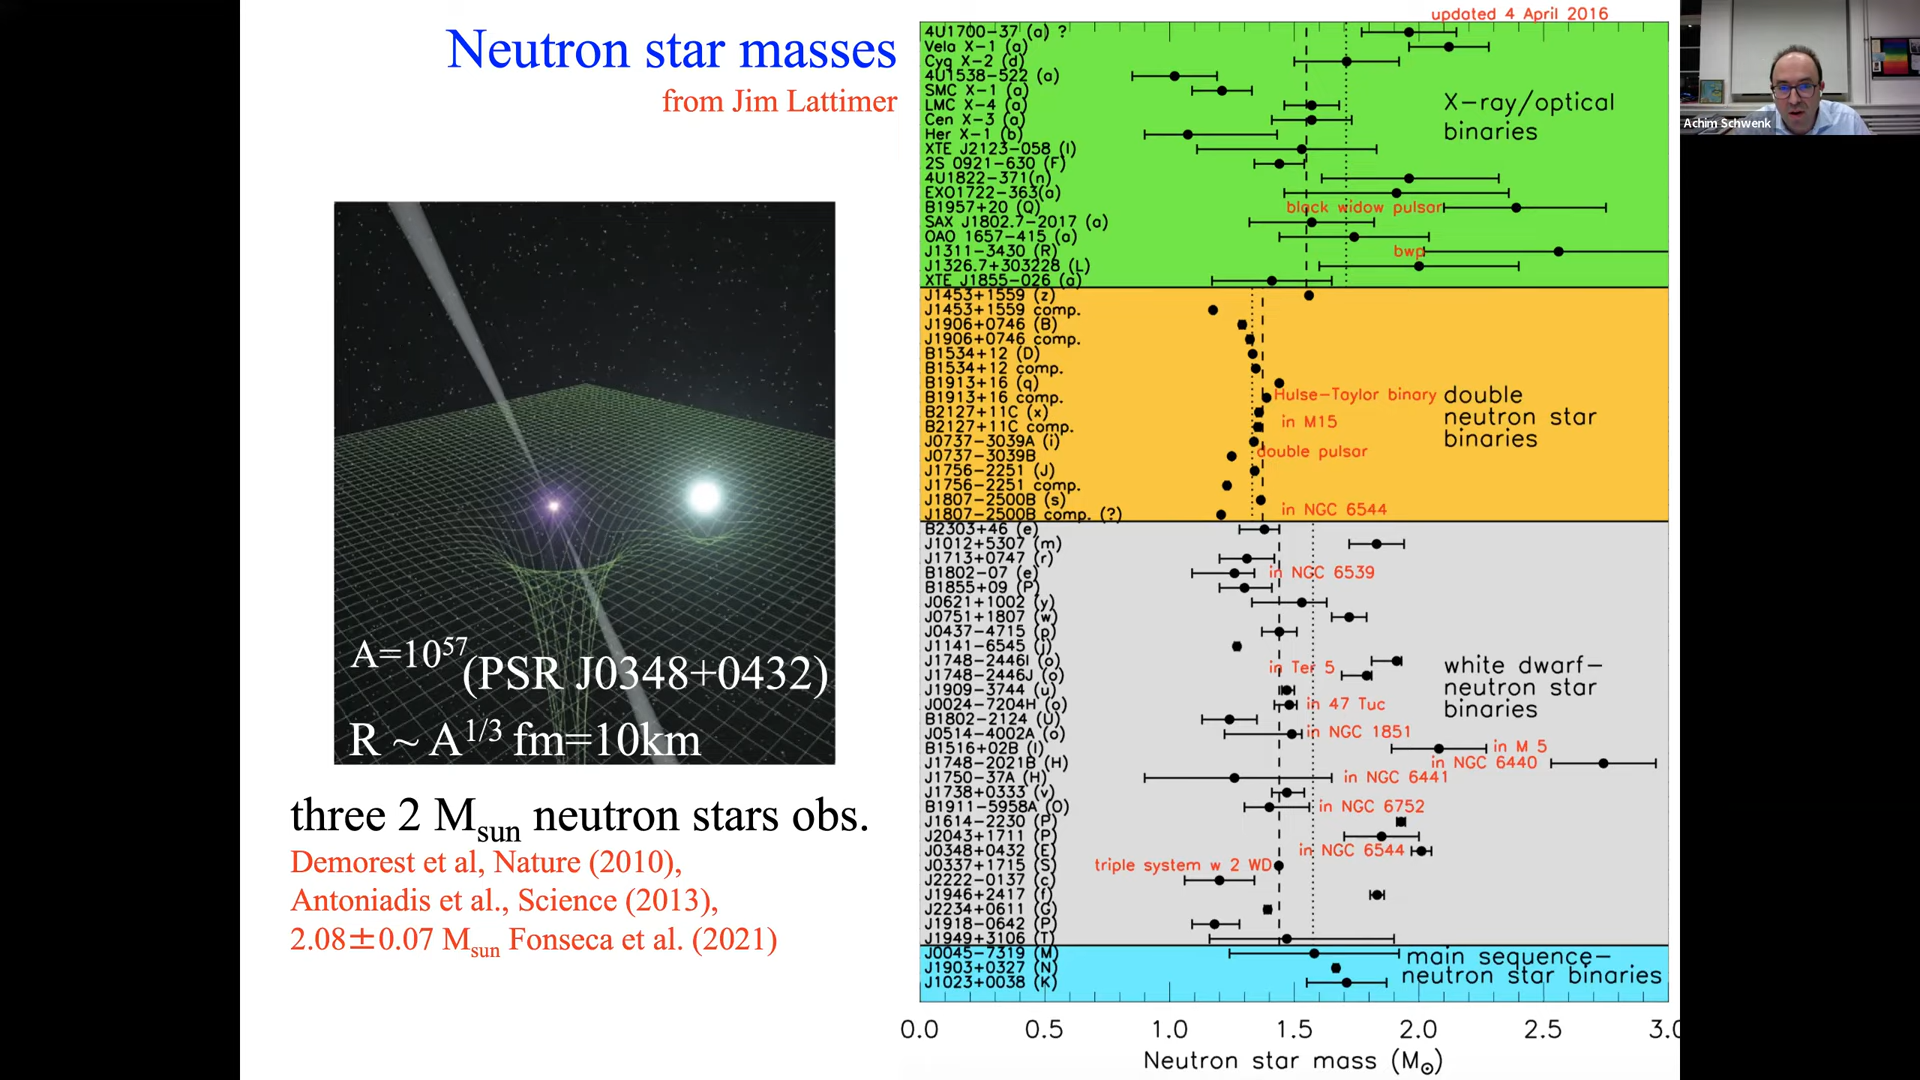 Neutron star masses
from Jim Lattimer
A=10^57
(PSR J0348+0432)
R ~ A^1/3 fm=10km
three 2 M_sun neutron stars obs.
Demorest et al, Nature (2010),
Antoniadis et al., Science (2013),
2.08±0.07 M_sun Fonseca et al. (2021)
updated 4 April 2016
4U1700-37 (a) ?
Vela X-1 (a)
Cyg X-2 (d)
4U1538-522 (a)
SMC X-1 (a)
LMC X-4 (a)
Cen X-3 (a)
Her X-1 (b)
XTE J2123-058 (l)
2S 0921-630 (F)
4U1822-371(n)
EXO1722-363(a)
B1957+20 (Q) black widow pulsar
SAX J1802.7-2017 (a)
OAO 1657-415 (a)
J1311-3430 (R) bwp
J1326.7+303228 (L)
XTE J1855-026 (a)
X-ray/optical
binaries
J1453+1559 (z)
J1453+1559 comp.
J1906+0746 (B)
J1906+0746 comp.
B1534+12 (D)
B1534+12 comp.
B1913+16 (q)
B1913+16 comp. Hulse-Taylor binary
B2127+11C (x)
B2127+11C comp. in M15
J0737-3039A (i)
J0737-3039B double pulsar
J1756-2251 (J)
J1756-2251 comp.
J1807-2500B (s)
J1807-2500B comp. (?) in NGC 6544
double
neutron star
binaries
B2303+46 (e)
J1012+5307 (m)
J1713+0747 (r)
B1802-07 (e) in NGC 6539
B1855+09 (P)
J0621+1002 (y)
J0751+1807 (w)
J0437-4715 (p)
J1141-6545 (j)
J1748-2446I (o) in Ter 5
J1748-2446J (o)
J1909-3744 (u)
J0024-7204H (o) in 47 Tuc
B1802-2124 (U)
J0514-4002A (o) in NGC 1851
B1516+02B (l) in M 5
J1748-2021B (H) in NGC 6440
J1750-37A (H) in NGC 6441
J1738+0333 (v)
B1911-5958A (O) in NGC 6752
J1614-2230 (P)
J2043+1711 (P)
J0348+0432 (E) in NGC 6544
J0337+1715 (S) triple system w 2 WD
J2222-0137 (c)
J1946+2417 (f)
J2234+0611 (G)
J1918-0642 (P)
J1949+3106 (T)
white dwarf-
neutron star
binaries
J0045-7319 (M)
J1903+0327 (N)
J1023+0038 (K)
main sequence-
neutron star binaries
0.0 0.5 1.0 1.5 2.0 2.5 3.0
Neutron star mass (M☉)
Achim Schwenk